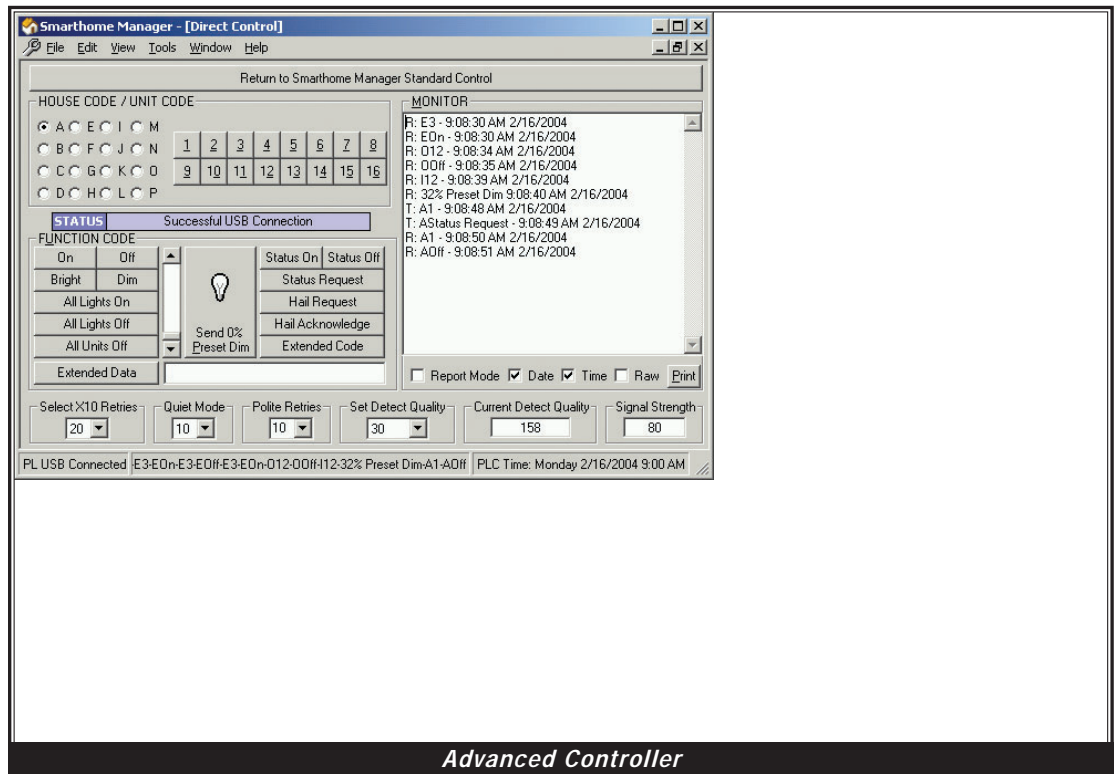 Smarthome Manager - [Direct Control]
File Edit View Tools Window Help
Return to Smarthome Manager Standard Control
HOUSE CODE / UNIT CODE
A E I M
B F J N
C G K O
D H L P
1 2 3 4 5 6 7 8
9 10 11 12 13 14 15 16
STATUS Successful USB Connection
FUNCTION CODE
On Off
Bright Dim
All Lights On
All Lights Off
All Units Off
Send 0%
Preset Dim
Status On Status Off
Status Request
Hail Request
Hail Acknowledge
Extended Code
Extended Data
MONITOR
R: E3 - 9:08:30 AM 2/16/2004
R: EOn - 9:08:30 AM 2/16/2004
R: O12 - 9:08:34 AM 2/16/2004
R: OOff - 9:08:35 AM 2/16/2004
R: I12 - 9:08:39 AM 2/16/2004
R: 32% Preset Dim 9:08:40 AM 2/16/2004
T: A1 - 9:08:48 AM 2/16/2004
T: AStatus Request - 9:08:49 AM 2/16/2004
R: A1 - 9:08:50 AM 2/16/2004
R: AOff - 9:08:51 AM 2/16/2004
Report Mode Date Time Raw Print
Select X10 Retries Quiet Mode Polite Retries Set Detect Quality Current Detect Quality Signal Strength
20 10 10 30 158 80
PL USB Connected -E3-EOn-E3-EOff-E3-EOn-O12-OOff-I12-32% Preset Dim-A1-AOff PLC Time: Monday 2/16/2004 9:00 AM
Advanced Controller